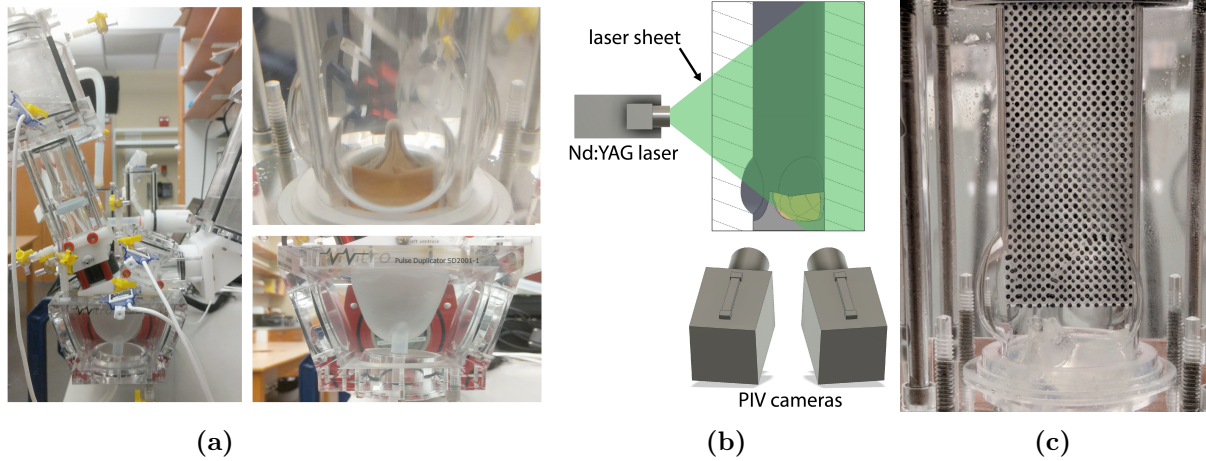 laser sheet
Nd:YAG laser
PIV cameras
ViVitro Pulse Duplicator SD2001-1
(a) (b) (c)